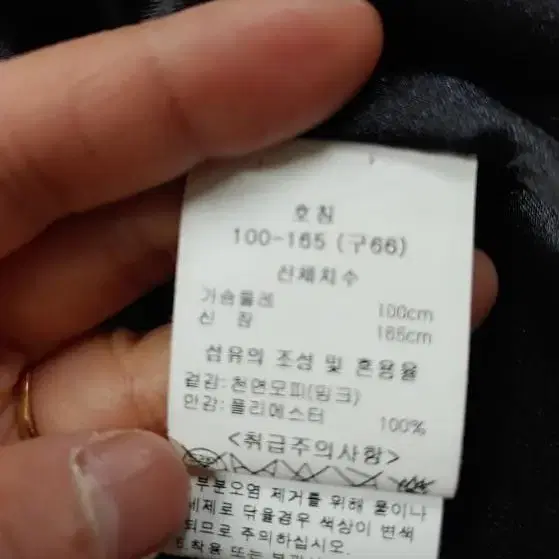 호칭
100-165 (구66)
신체치수
가슴둘레 100cm
신 장 165cm
섬유의 조성 및 혼용율
겉감:천연모피(밍크)
안감:폴리에스터 100%
<취급주의사항>
부분오염 제거를 위해 물이나
세제로 닦을경우 색상이 변색
되므로 주의하십시오.
착용 또는